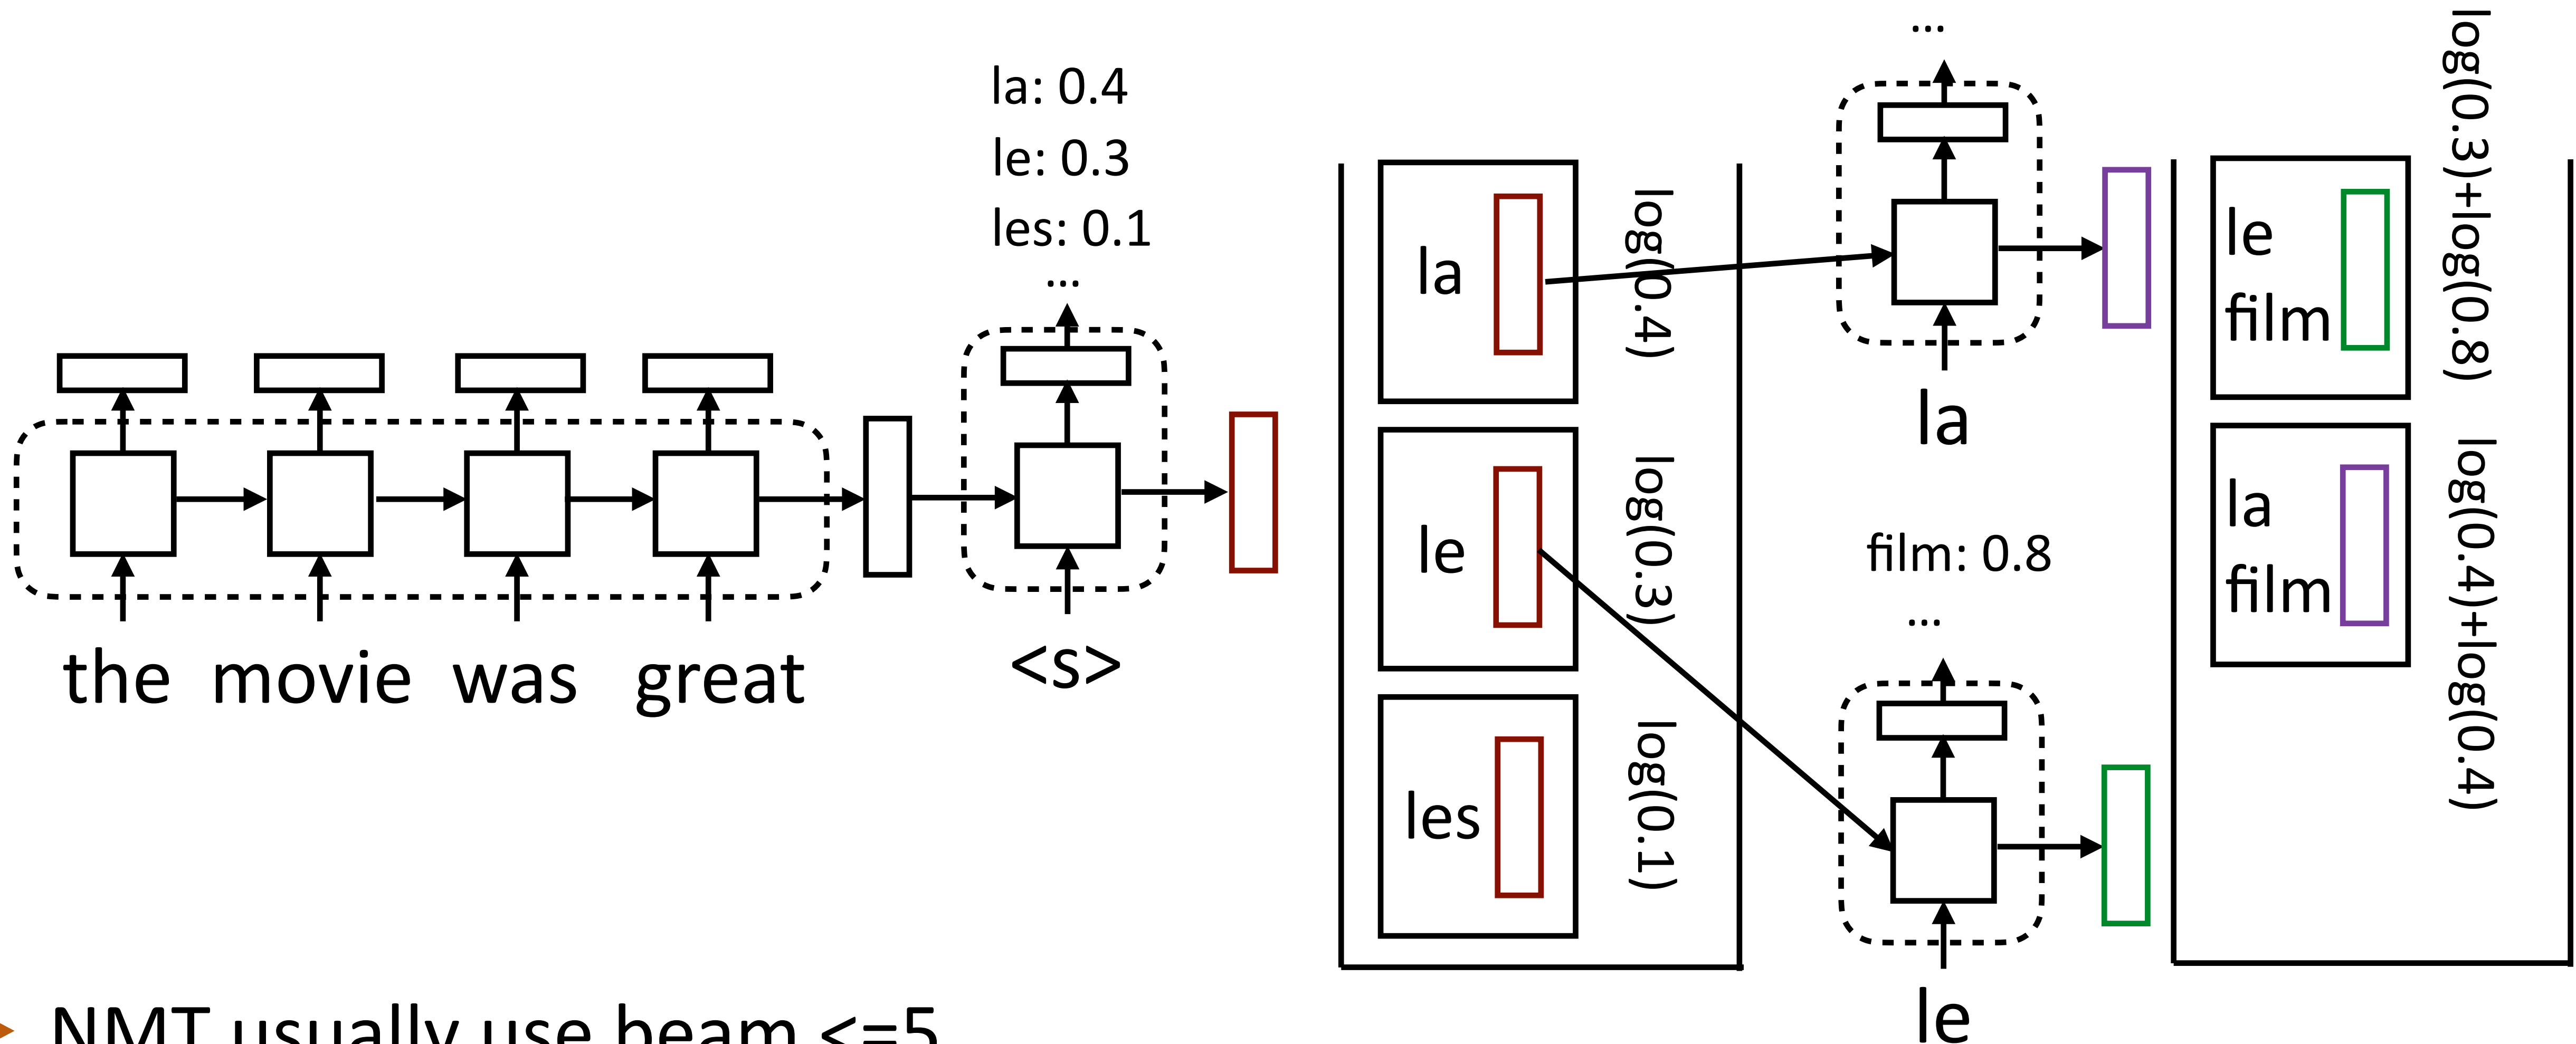 la: 0.4
le: 0.3
les: 0.1
...
the movie was great
<s>
la
log(0.4)
le
log(0.3)
les
log(0.1)
...
la
film: 0.8
...
le
le
film
log(0.3)+log(0.8)
la
film
log(0.4)+log(0.4)
NMT usually use beam <=5